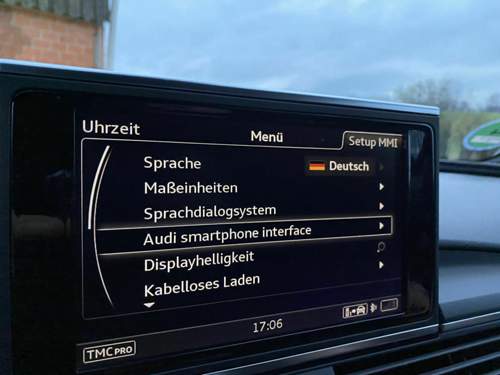 Uhrzeit
Menü
Setup MMI
Sprache
Deutsch
Maßeinheiten
Sprachdialogsystem
Audi smartphone interface
Displayhelligkeit
Kabelloses Laden
17:06
TMC PRO